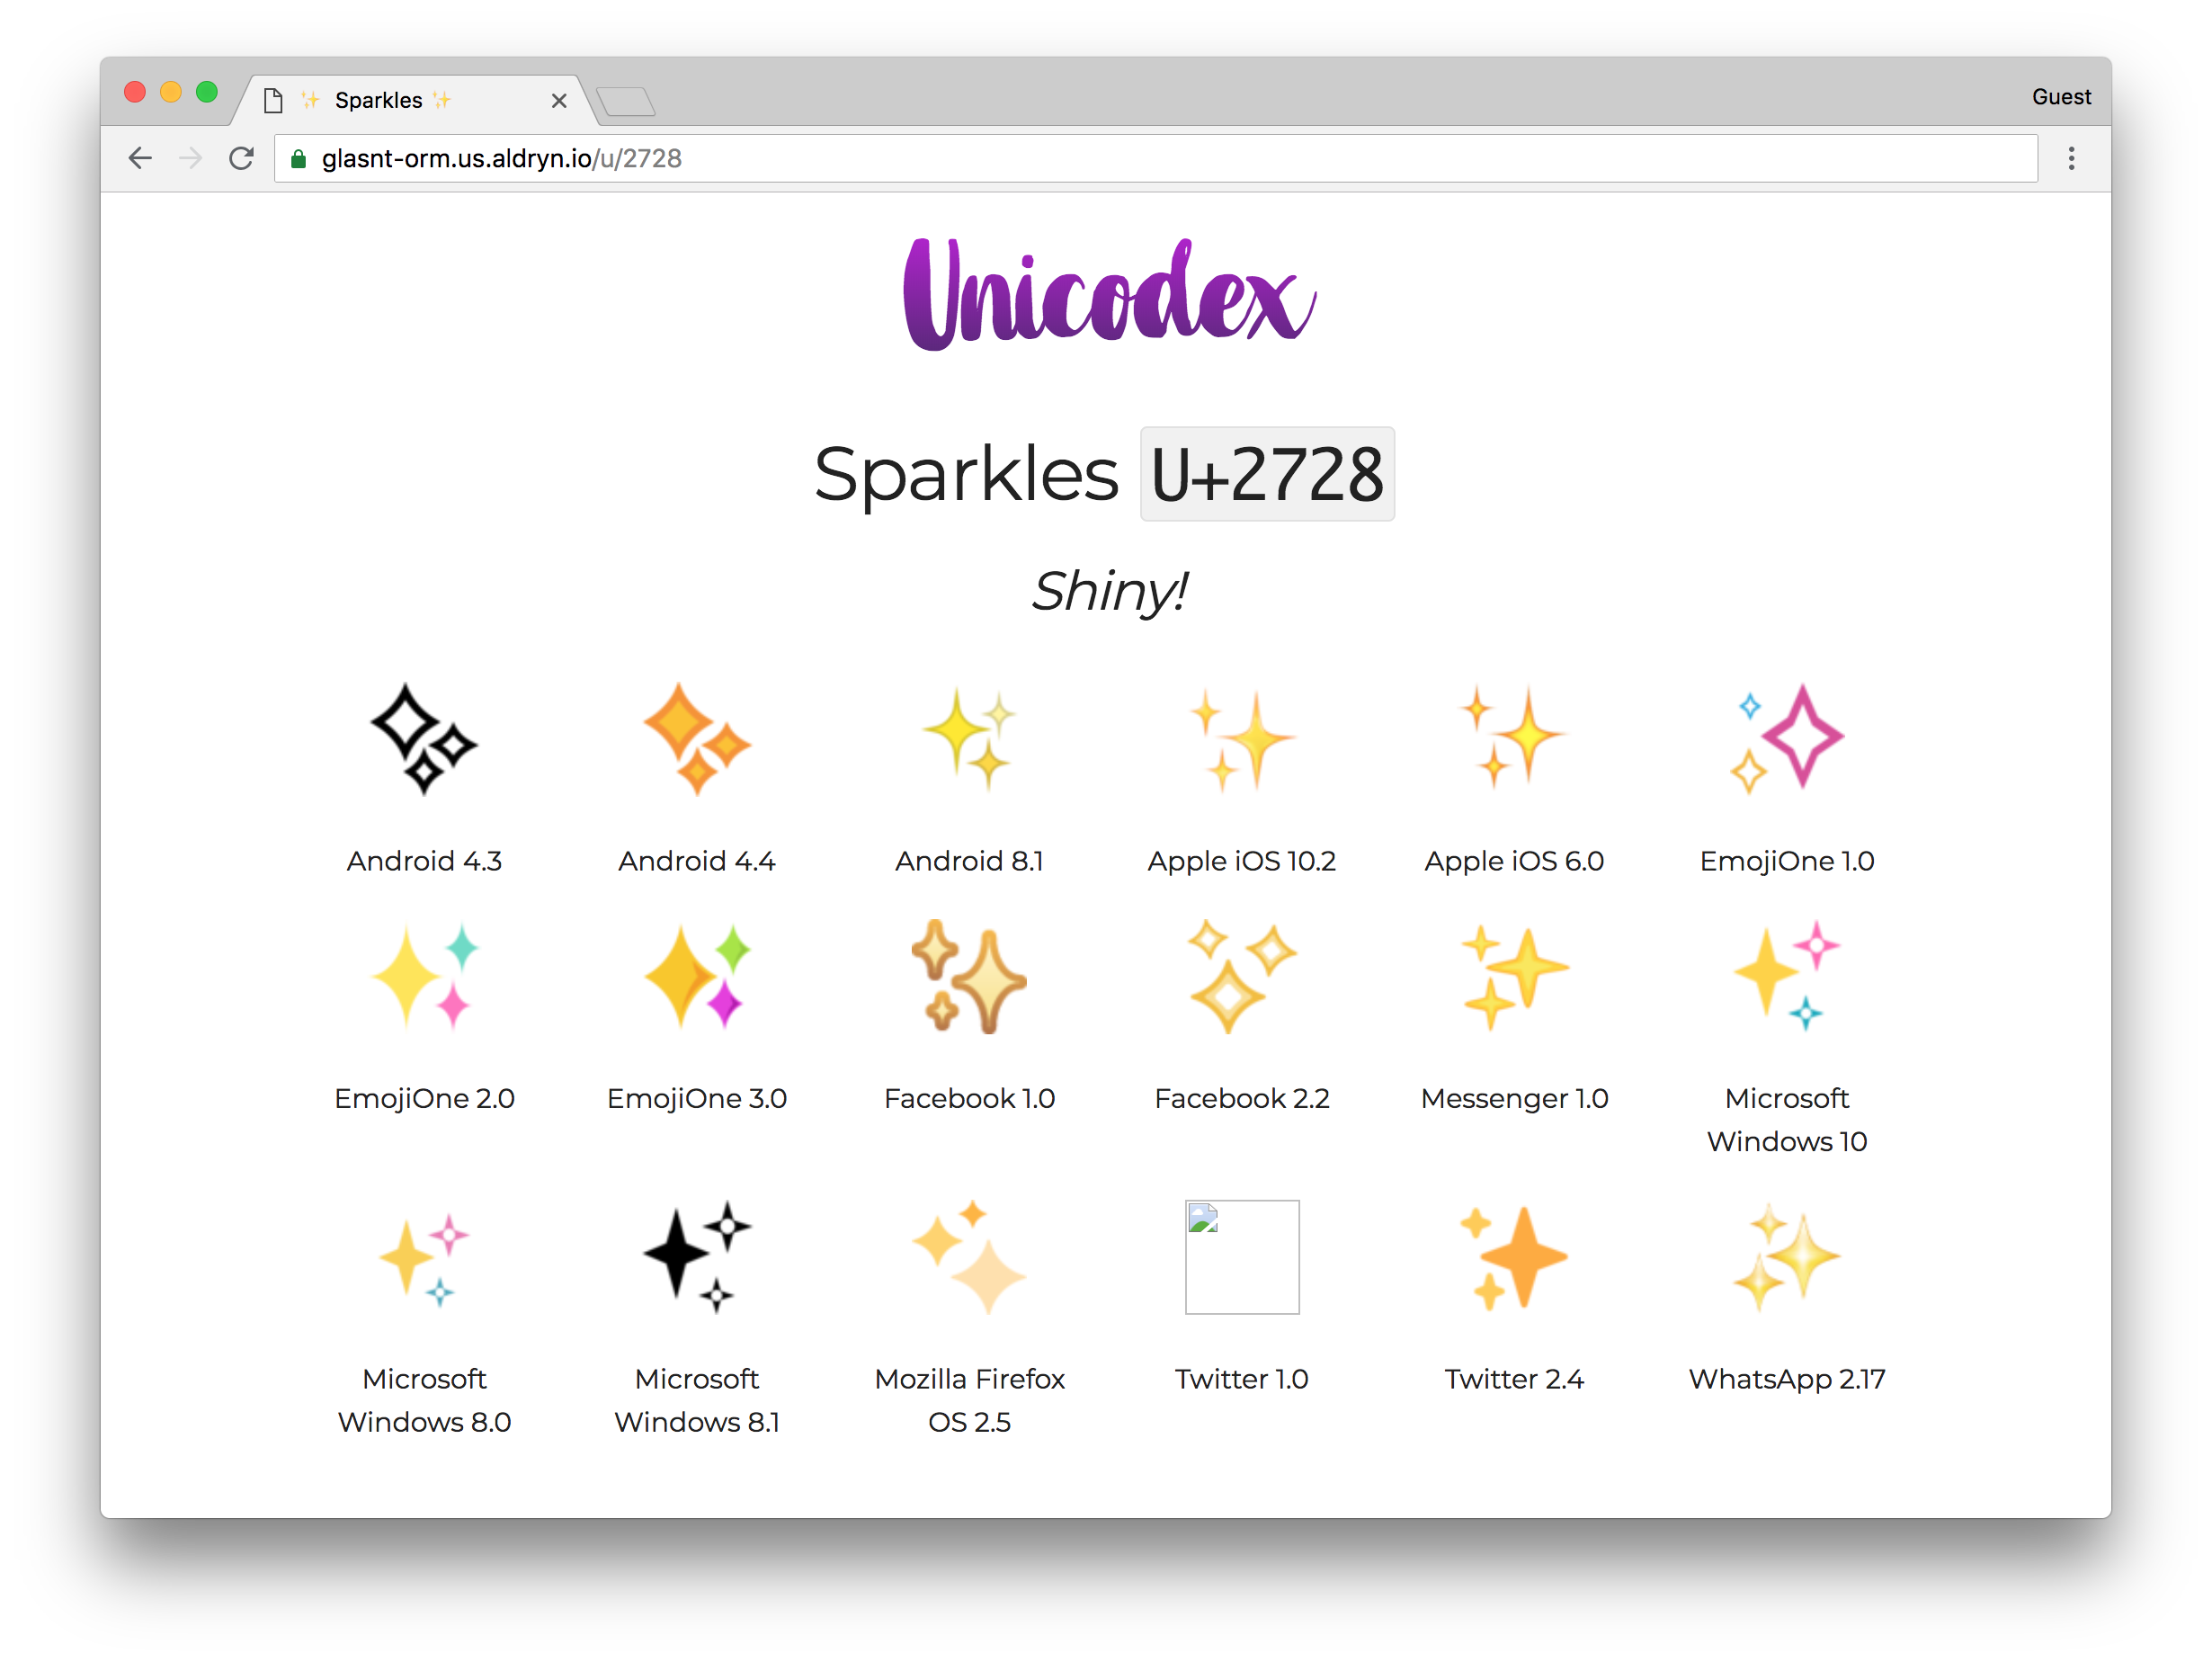 ✨ Sparkles ✨
Guest
glasnt-orm.us.aldryn.io/u/2728
Unicodex
Sparkles U+2728
Shiny!
Android 4.3
Android 4.4
Android 8.1
Apple iOS 10.2
Apple iOS 6.0
EmojiOne 1.0
EmojiOne 2.0
EmojiOne 3.0
Facebook 1.0
Facebook 2.2
Messenger 1.0
Microsoft
Windows 10
Microsoft
Windows 8.0
Microsoft
Windows 8.1
Mozilla Firefox
OS 2.5
Twitter 1.0
Twitter 2.4
WhatsApp 2.17